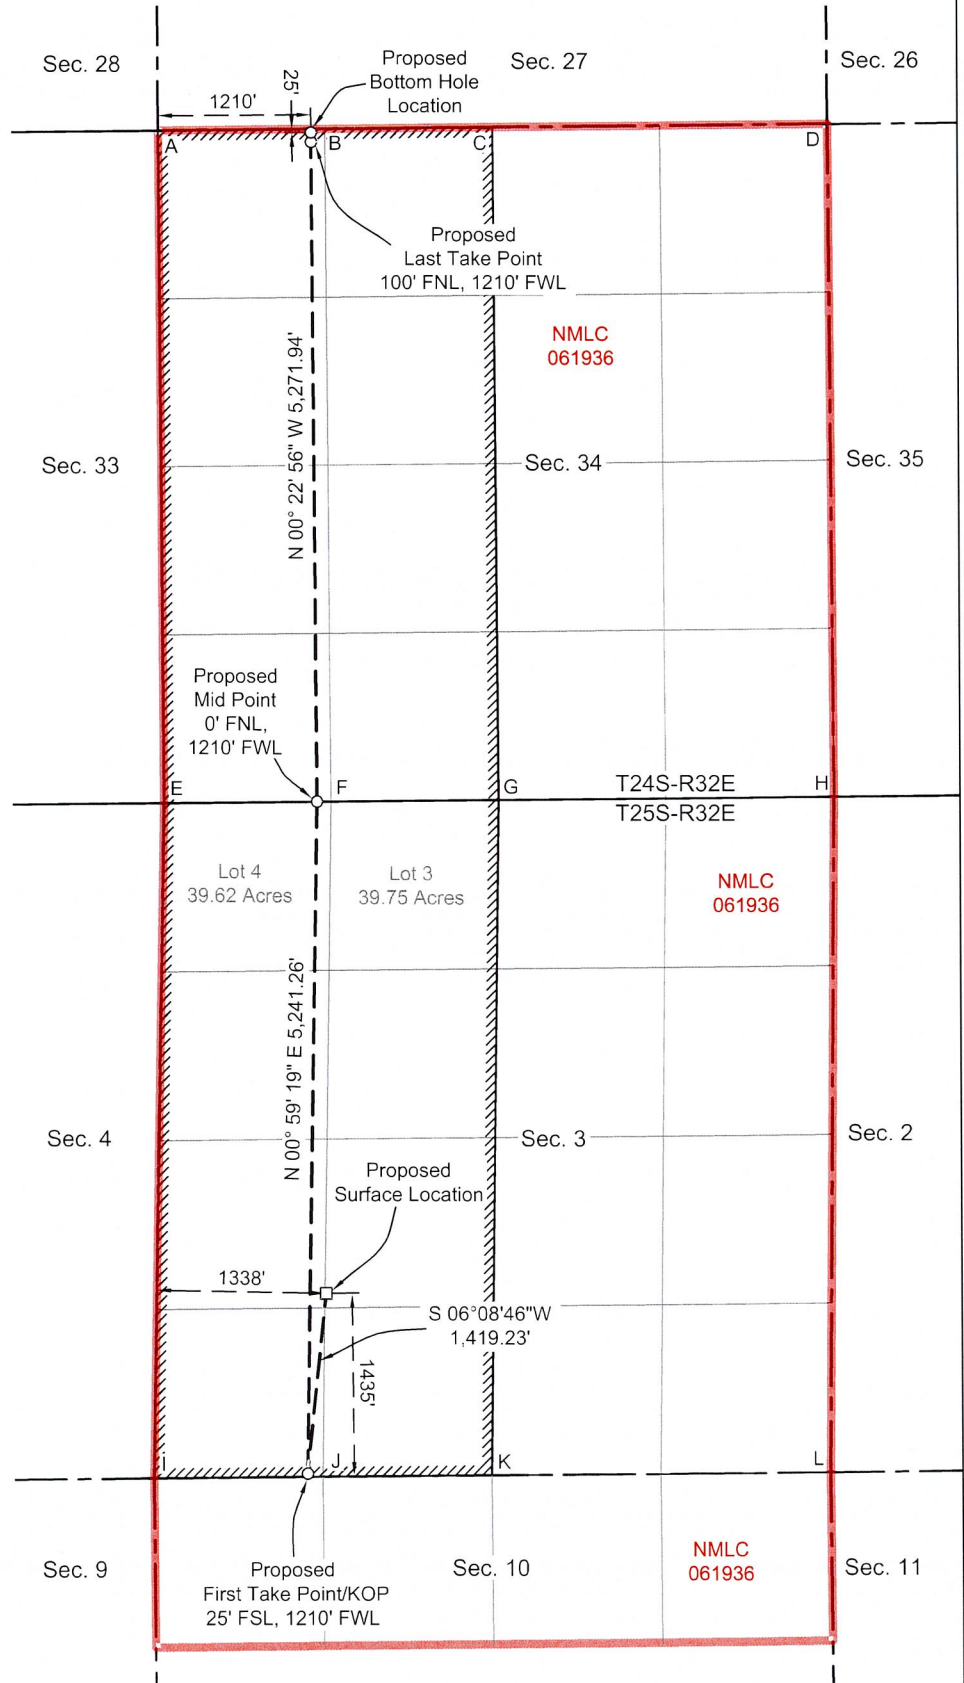 Sec. 28
Proposed
Bottom Hole
Location
Sec. 27
Sec. 26
25'
1210'
A
B
C
D
Proposed
Last Take Point
100' FNL, 1210' FWL
NMLC
061936
N 00° 22' 56" W 5,271.94'
Sec. 33
Sec. 34
Sec. 35
Proposed
Mid Point
0' FNL,
1210' FWL
E
F
G
T24S-R32E
H
T25S-R32E
Lot 4
39.62 Acres
Lot 3
39.75 Acres
NMLC
061936
N 00° 59' 19" E 5,241.26'
Sec. 4
Sec. 3
Sec. 2
Proposed
Surface Location
1338'
S 06°08'46"W
1,419.23'
1435'
I
J
K
L
Sec. 9
Proposed
First Take Point/KOP
25' FSL, 1210' FWL
Sec. 10
NMLC
061936
Sec. 11